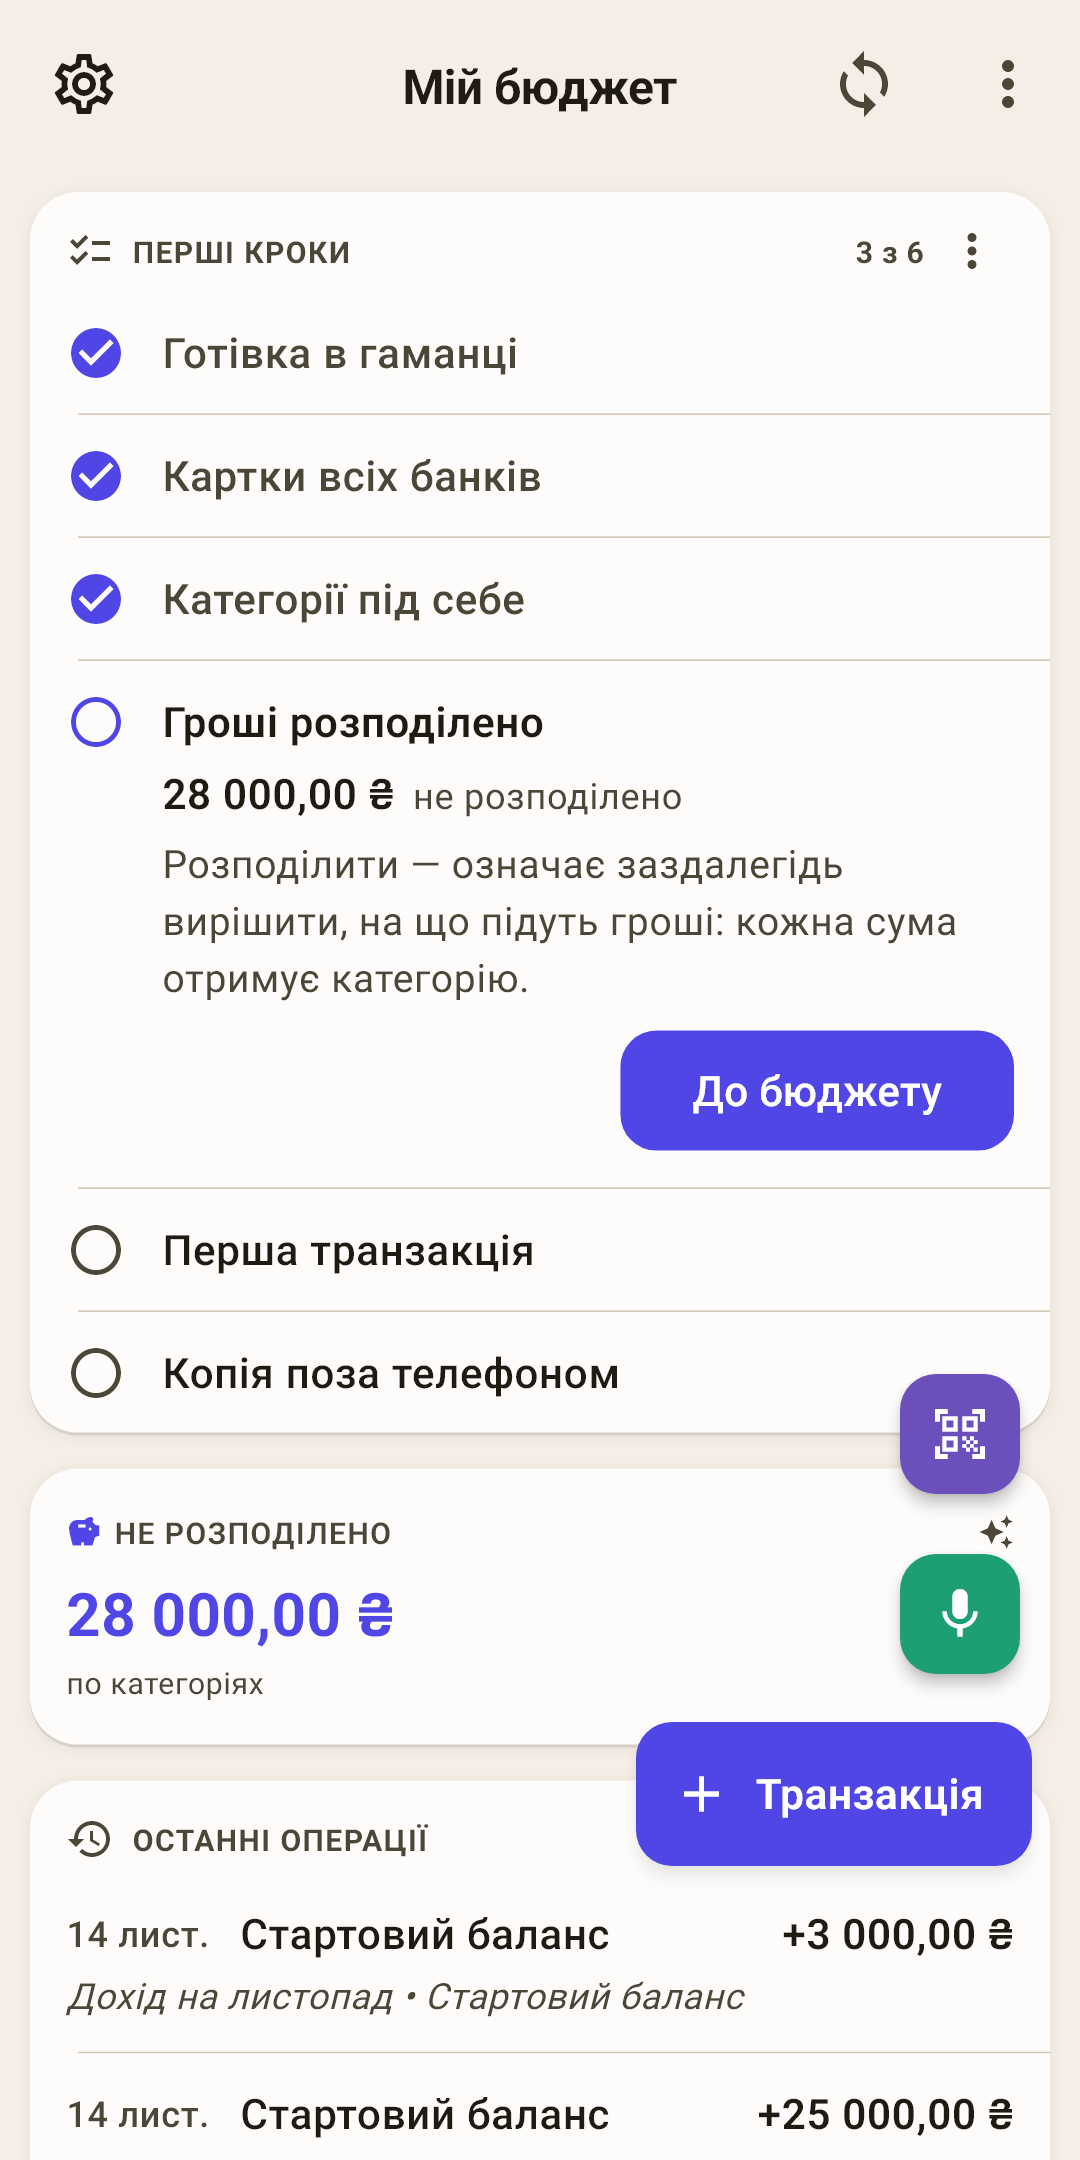 Мій бюджет
ПЕРШІ КРОКИ
3 з 6
Готівка в гаманці
Картки всіх банків
Категорії під себе
Гроші розподілено
28 000,00 ₴ не розподілено
Розподілити — означає заздалегідь
вирішити, на що підуть гроші: кожна сума
отримує категорію.
До бюджету
Перша транзакція
Копія поза телефоном
НЕ РОЗПОДІЛЕНО
28 000,00 ₴
по категоріях
Транзакція
ОСТАННІ ОПЕРАЦІЇ
14 лист. Стартовий баланс +3 000,00 ₴
Дохід на листопад • Стартовий баланс
14 лист. Стартовий баланс +25 000,00 ₴